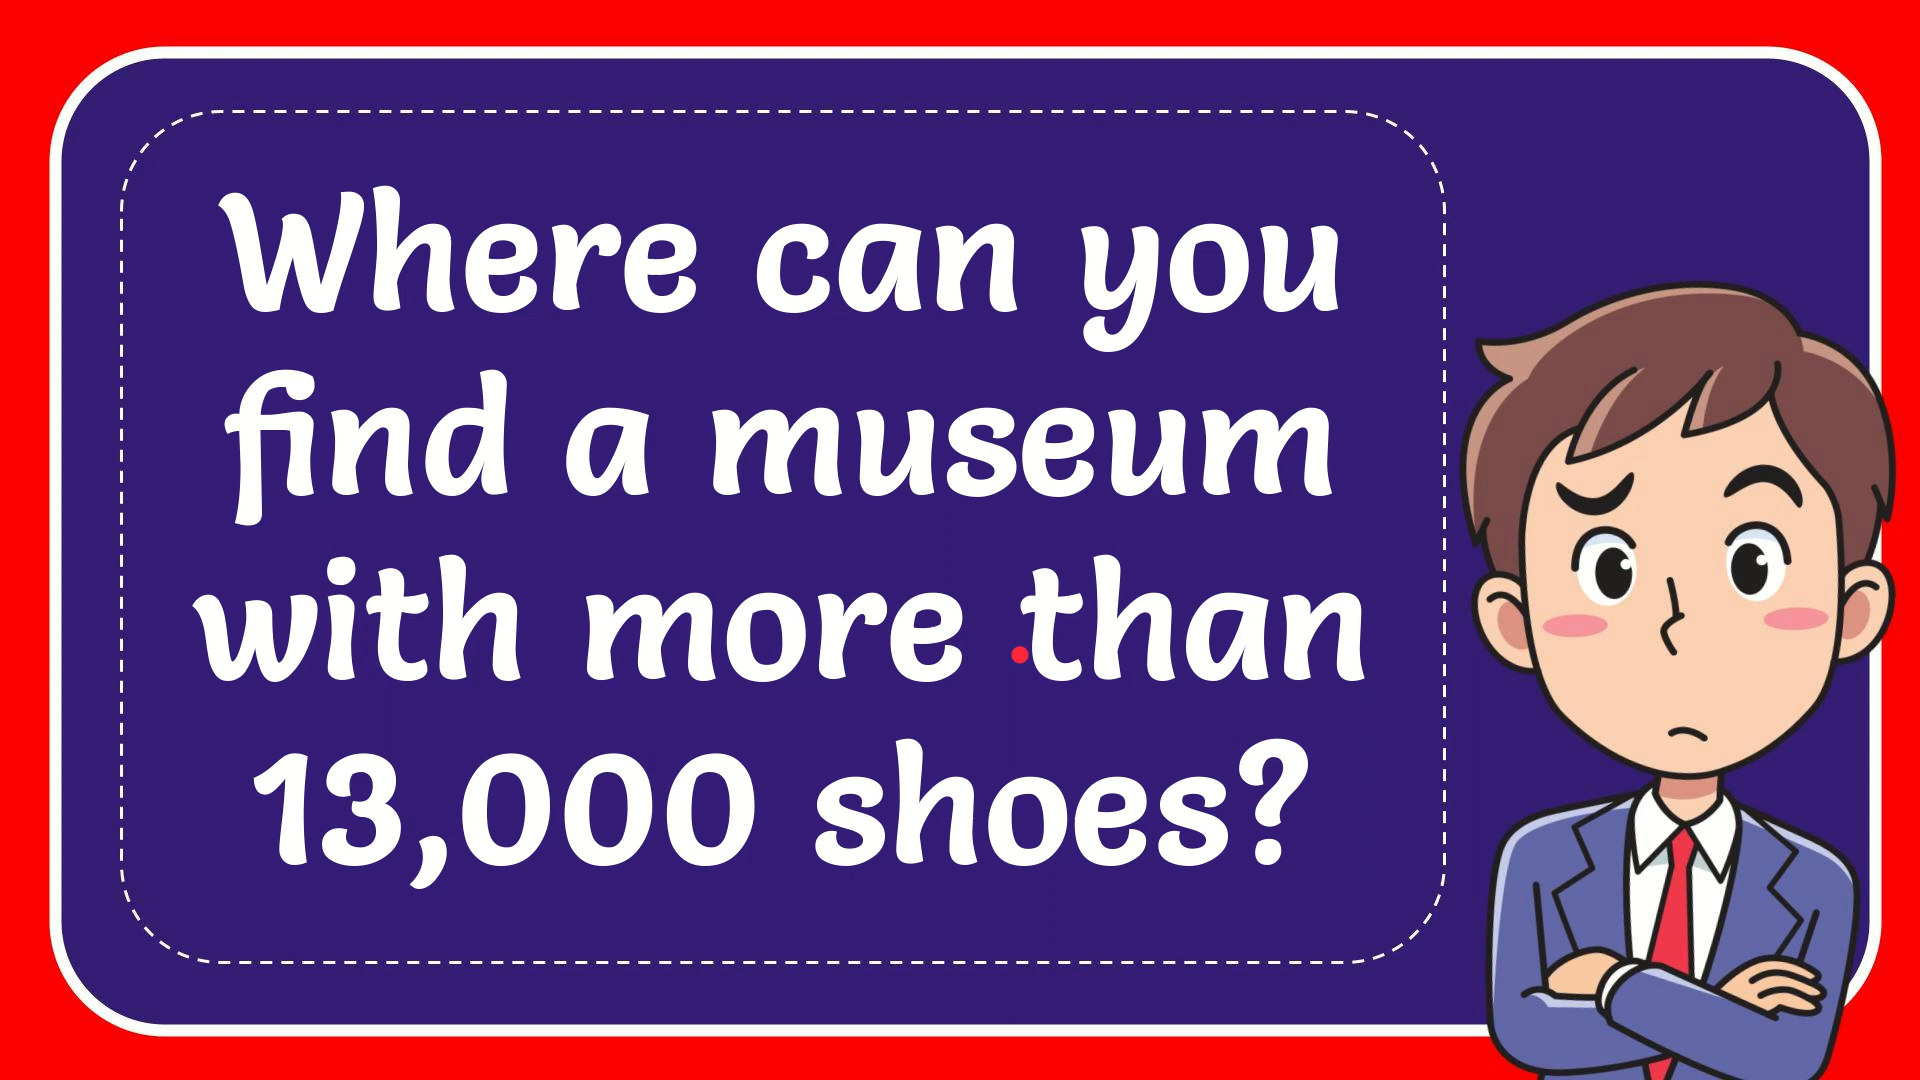 Where can you
find a museum
with more than
13,000 shoes?